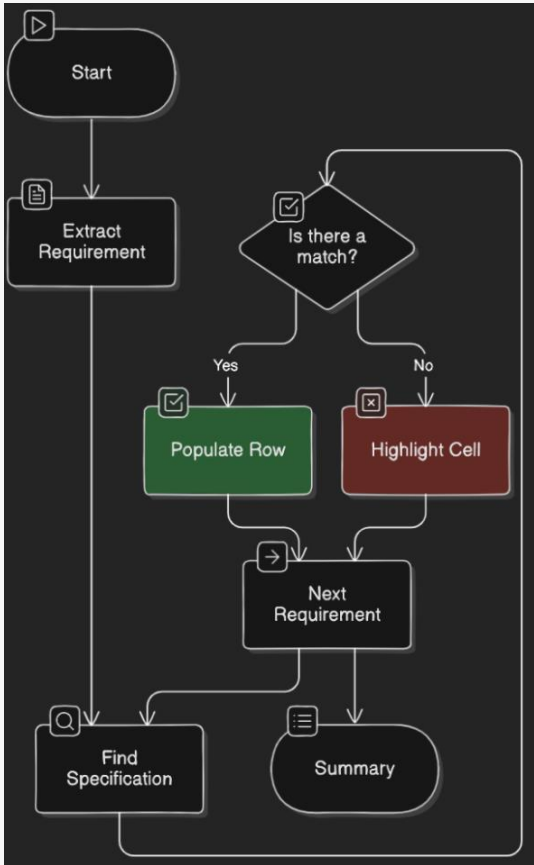 Start
Extract
Requirement
Is there a
match?
Yes
No
Populate Row
Highlight Cell
Next
Requirement
Find
Specification
Summary